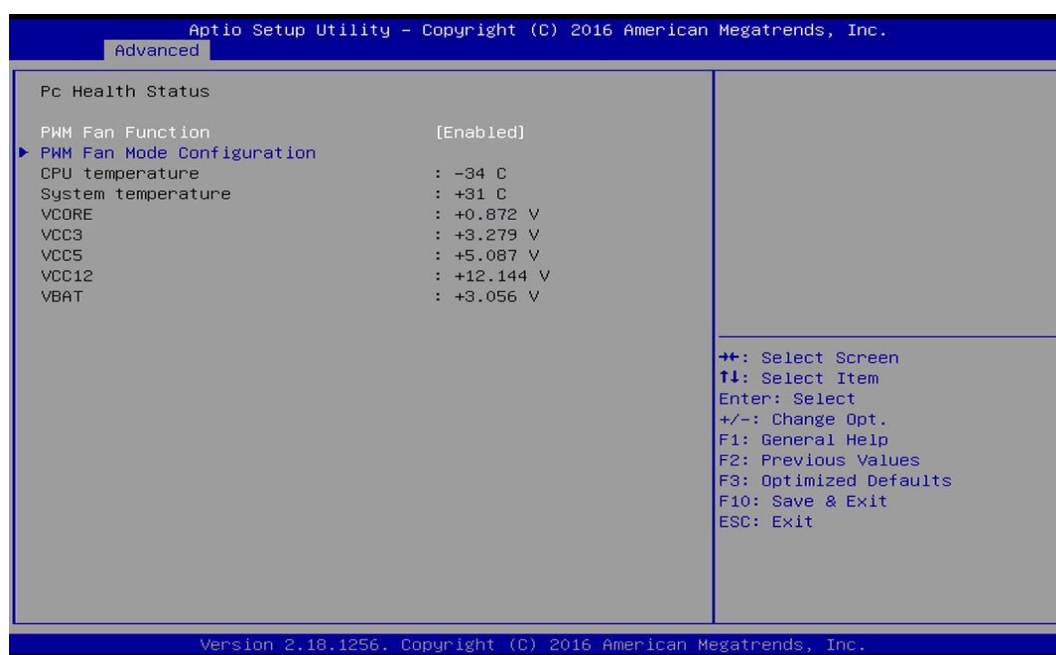 Aptio Setup Utility – Copyright (C) 2016 American Megatrends, Inc.
Advanced
Pc Health Status
PWM Fan Function [Enabled]
▶ PWM Fan Mode Configuration
CPU temperature : -34 C
System temperature : +31 C
VCORE : +0.872 V
VCC3 : +3.279 V
VCC5 : +5.087 V
VCC12 : +12.144 V
VBAT : +3.056 V
→←: Select Screen
↑↓: Select Item
Enter: Select
+/-: Change Opt.
F1: General Help
F2: Previous Values
F3: Optimized Defaults
F10: Save & Exit
ESC: Exit
Version 2.18.1256. Copyright (C) 2016 American Megatrends, Inc.